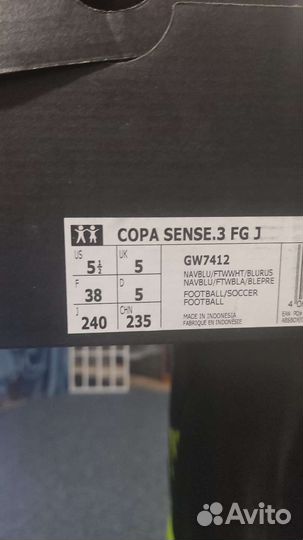 COPA SENSE.3 FG J
US UK
5½ 5
F D
38 5
J CHN
240 235
GW7412
NAVBLU/FTWWHT/BLURUS
NAVBLU/FTWBLA/BLEPRE
FOOTBALL/SOCCER
FOOTBALL
MADE IN INDONESIA
FABRIQUÉ EN INDONÉSIE
Avito